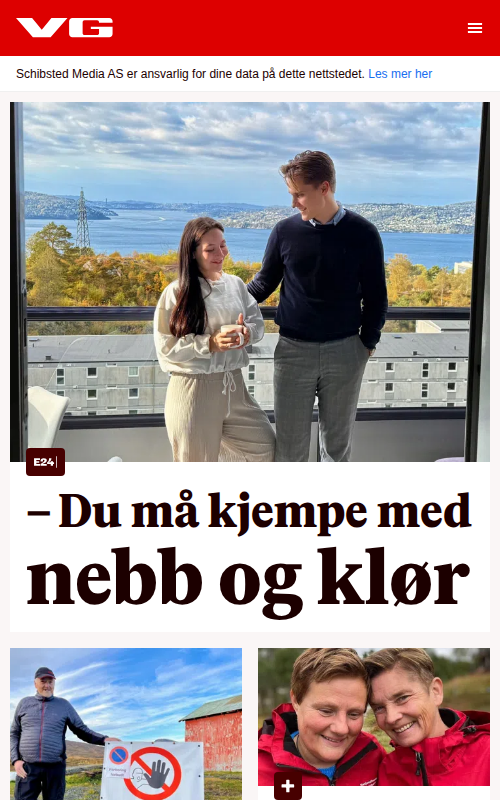 VG
Schibsted Media AS er ansvarlig for dine data på dette nettstedet. Les mer her
E24
– Du må kjempe med
nebb og klør
+